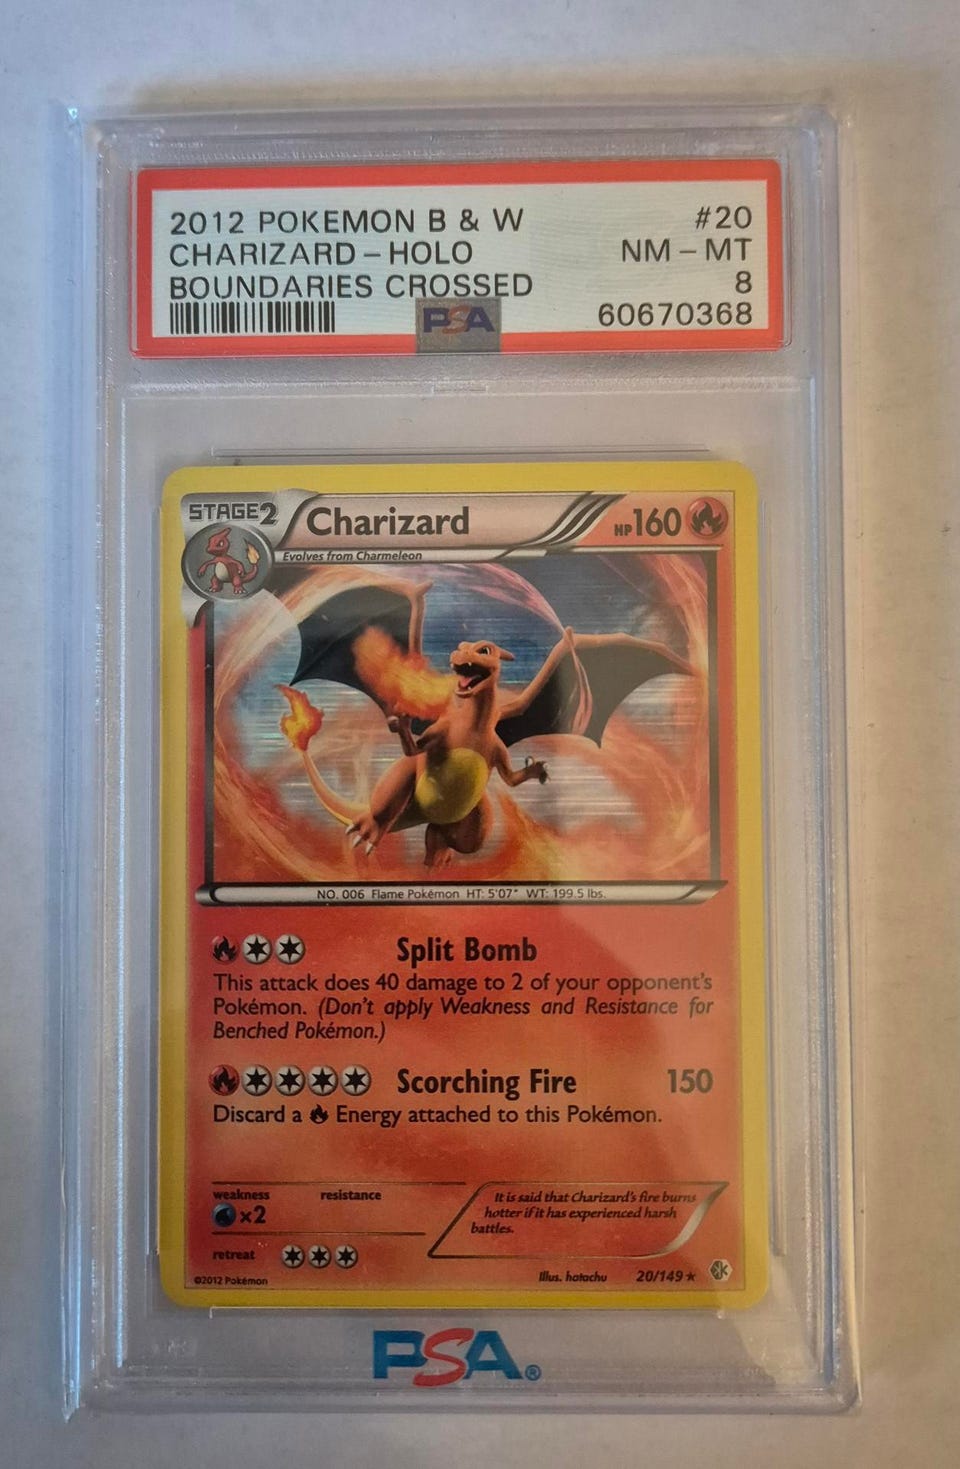 2012 POKEMON B & W #20
CHARIZARD - HOLO NM - MT
BOUNDARIES CROSSED 8
PSA 60670368
STAGE2 Charizard HP160
Evolves from Charmeleon
NO. 006 Flame Pokémon HT: 5'07" WT: 199.5 lbs.
Split Bomb
This attack does 40 damage to 2 of your opponent's
Pokémon. (Don't apply Weakness and Resistance for
Benched Pokémon.)
Scorching Fire 150
Discard a Energy attached to this Pokémon.
weakness resistance
×2
It is said that Charizard's fire burns
hotter if it has experienced harsh
battles.
retreat
©2012 Pokémon Illus. hatachu 20/149 ★
PSA®